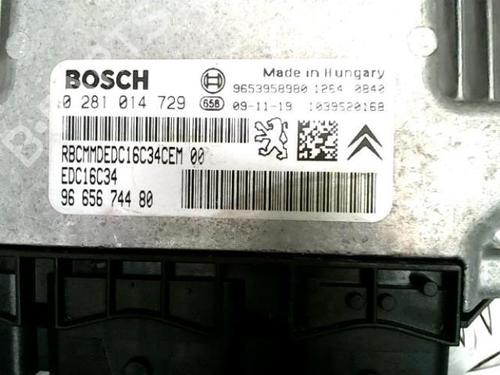 BOSCH
Made in Hungary
9653958980 1264 0840
0 281 014 729
658
09-11-19 1039S20168
RBCMMDEDC16C34CEM 00
EDC16C34
96 656 744 80